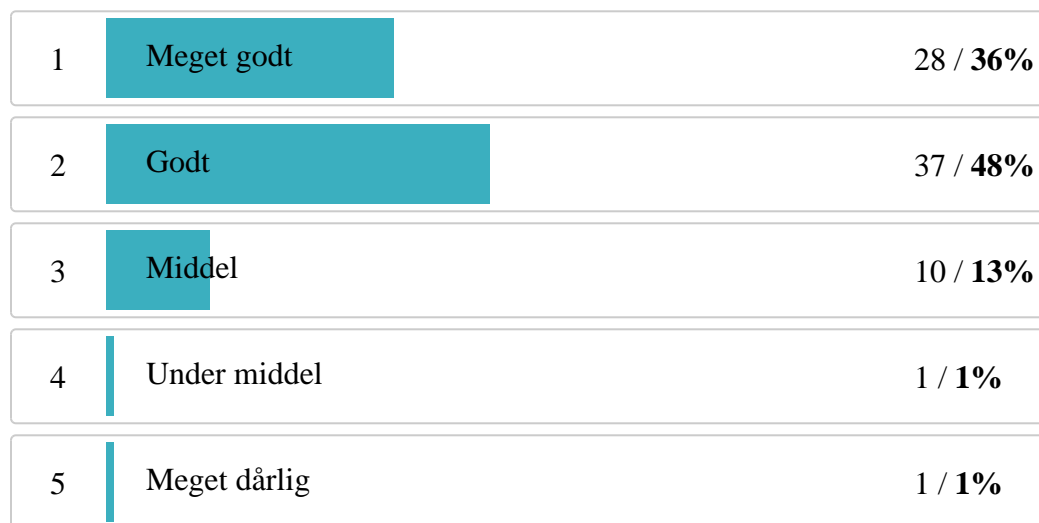 1 Meget godt 28 / 36%
2 Godt 37 / 48%
3 Middel 10 / 13%
4 Under middel 1 / 1%
5 Meget dårlig 1 / 1%